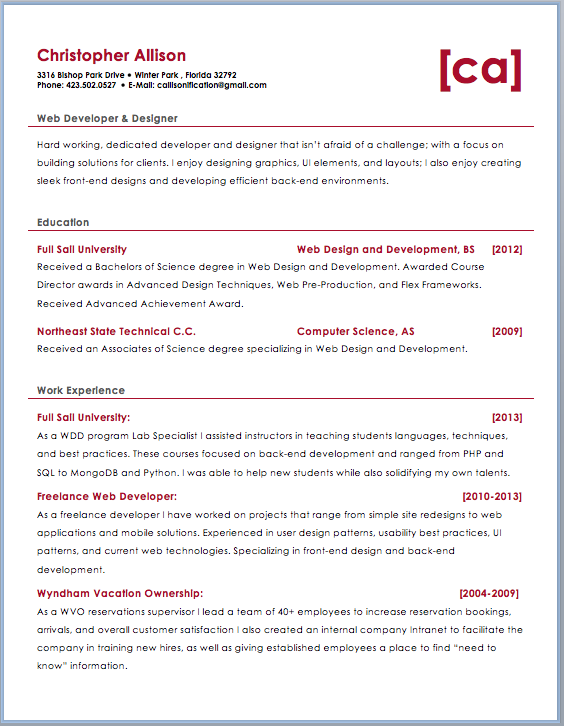 Christopher Allison
[ca]
3316 Bishop Park Drive • Winter Park , Florida 32792
Phone: 423.502.0527 • E-Mail: callisonification@gmail.com
Web Developer & Designer
Hard working, dedicated developer and designer that isn’t afraid of a challenge; with a focus on
building solutions for clients. I enjoy designing graphics, UI elements, and layouts; I also enjoy creating
sleek front-end designs and developing efficient back-end environments.
Education
Full Sail University Web Design and Development, BS [2012]
Received a Bachelors of Science degree in Web Design and Development. Awarded Course
Director awards in Advanced Design Techniques, Web Pre-Production, and Flex Frameworks.
Received Advanced Achievement Award.
Northeast State Technical C.C. Computer Science, AS [2009]
Received an Associates of Science degree specializing in Web Design and Development.
Work Experience
Full Sail University: [2013]
As a WDD program Lab Specialist I assisted instructors in teaching students languages, techniques,
and best practices. These courses focused on back-end development and ranged from PHP and
SQL to MongoDB and Python. I was able to help new students while also solidifying my own talents.
Freelance Web Developer: [2010-2013]
As a freelance developer I have worked on projects that range from simple site redesigns to web
applications and mobile solutions. Experienced in user design patterns, usability best practices, UI
patterns, and current web technologies. Specializing in front-end design and back-end
development.
Wyndham Vacation Ownership: [2004-2009]
As a WVO reservations supervisor I lead a team of 40+ employees to increase reservation bookings,
arrivals, and overall customer satisfaction I also created an internal company Intranet to facilitate the
company in training new hires, as well as giving established employees a place to find “need to
know” information.